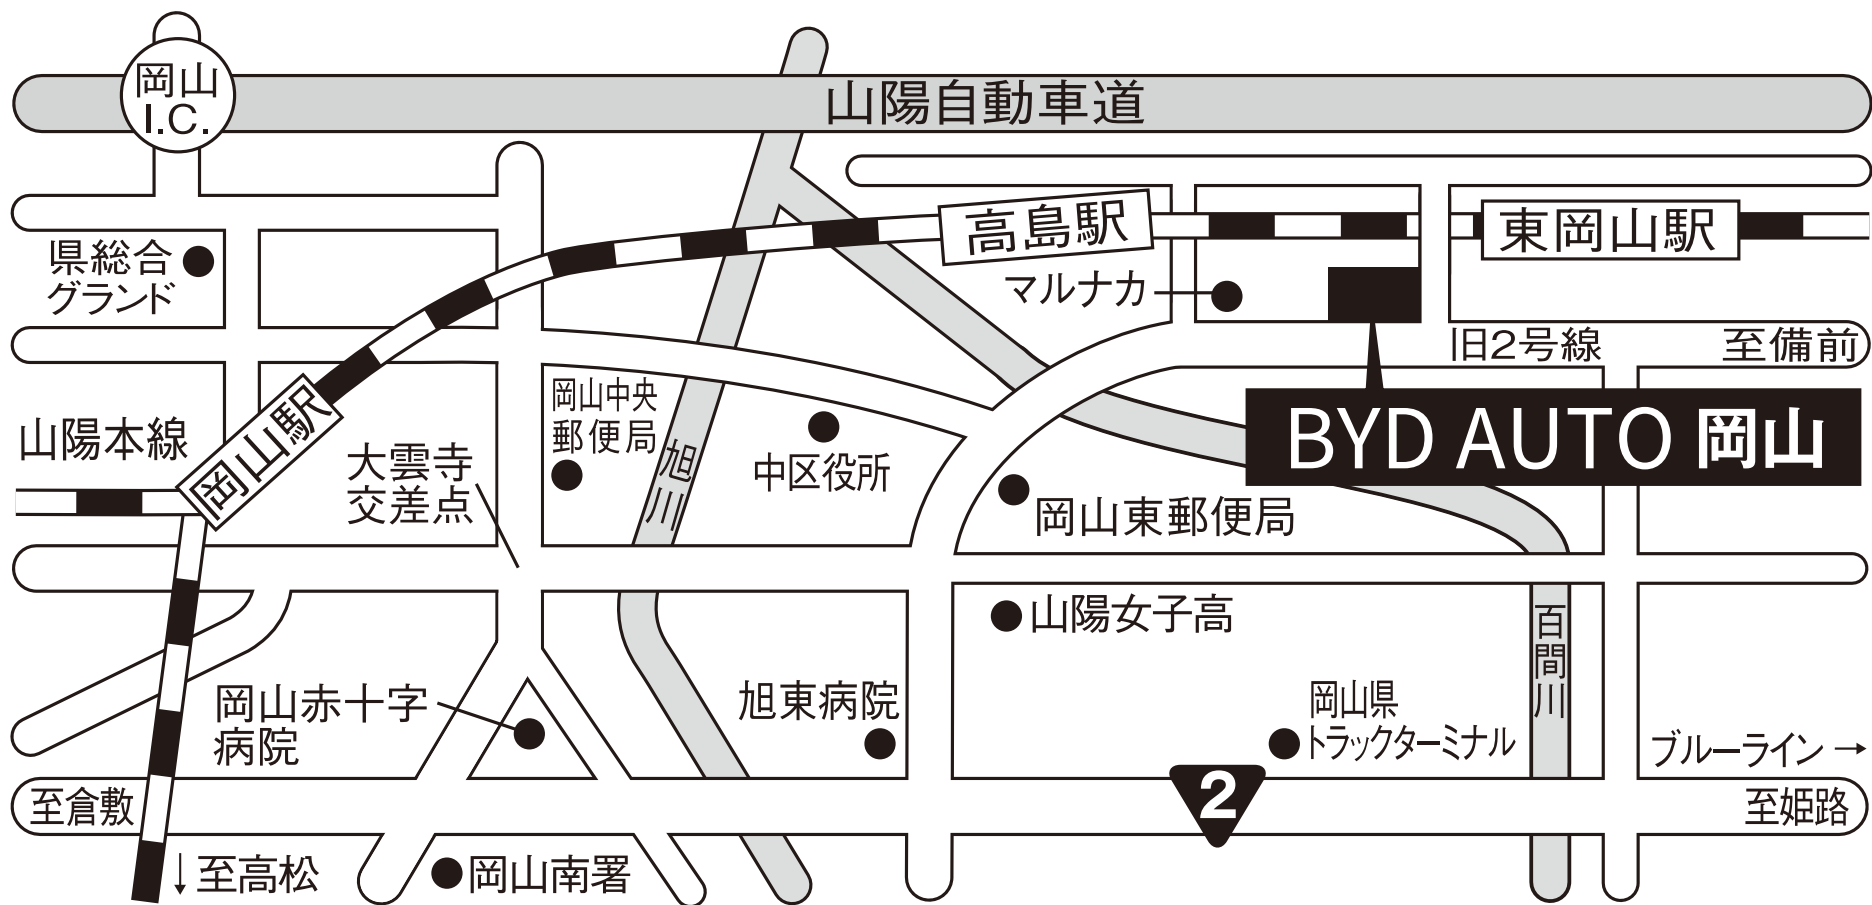 岡山
I.C.
山陽自動車道
高島駅
東岡山駅
県総合
グランド
マルナカ
旧2号線
至備前
岡山駅
山陽本線
大雲寺
交差点
岡山中央
郵便局
旭川
中区役所
BYD AUTO 岡山
岡山東郵便局
山陽女子高
百間川
岡山赤十字
病院
旭東病院
岡山県
トラックターミナル
ブルーライン→
至倉敷
2
至姫路
↓至高松
岡山南署